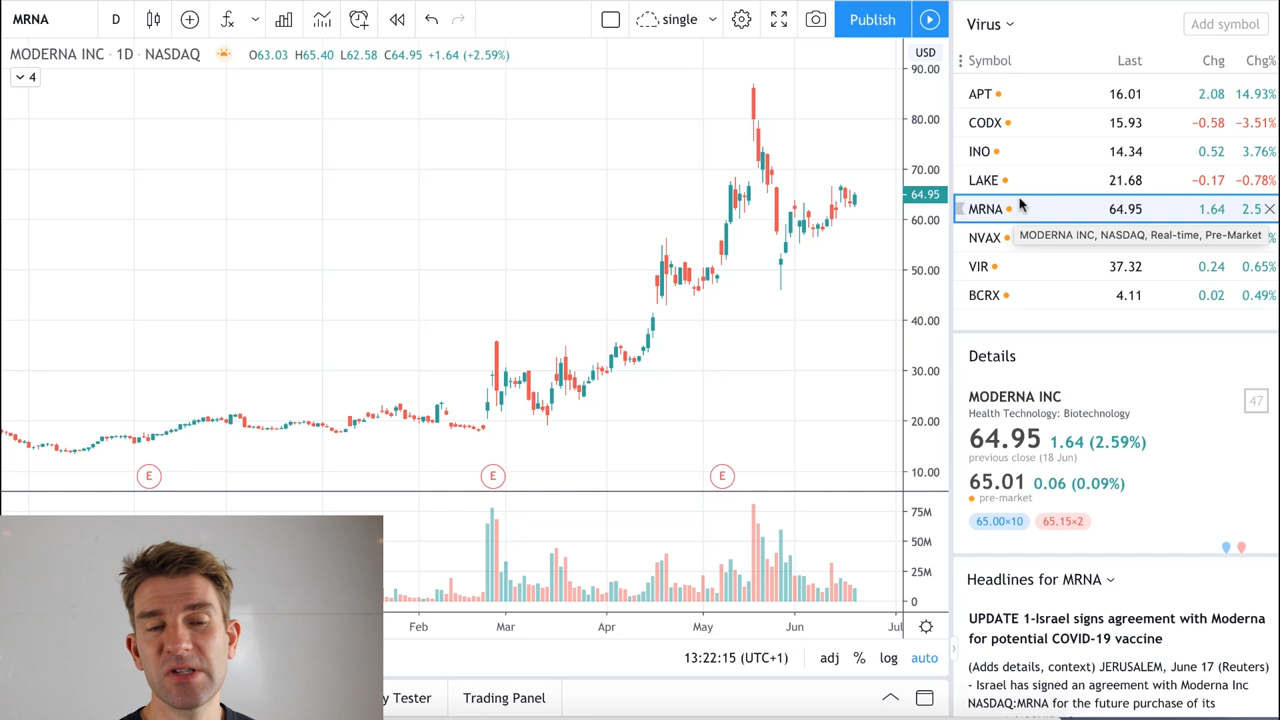 MRNA D single Publish
MODERNA INC · 1D · NASDAQ O63.03 H65.40 L62.58 C64.95 +1.64 (+2.59%)
4
USD
90.00
80.00
70.00
64.95
60.00
50.00
40.00
30.00
20.00
10.00
E E E
75M
50M
25M
0
Feb Mar Apr May Jun Jul
13:22:15 (UTC+1) adj % log auto
y Tester Trading Panel
Virus Add symbol
Symbol Last Chg Chg%
APT 16.01 2.08 14.93%
CODX 15.93 −0.58 −3.51%
INO 14.34 0.52 3.76%
LAKE 21.68 −0.17 −0.78%
MRNA 64.95 1.64 2.5
NVAX %
MODERNA INC, NASDAQ, Real-time, Pre-Market
VIR 37.32 0.24 0.65%
BCRX 4.11 0.02 0.49%
Details
MODERNA INC 47
Health Technology: Biotechnology
64.95 1.64 (2.59%)
previous close (18 Jun)
65.01 0.06 (0.09%)
pre-market
65.00×10 65.15×2
Headlines for MRNA
UPDATE 1-Israel signs agreement with Moderna
for potential COVID-19 vaccine
(Adds details, context) JERUSALEM, June 17 (Reuters)
- Israel has signed an agreement with Moderna Inc
NASDAQ:MRNA for the future purchase of its